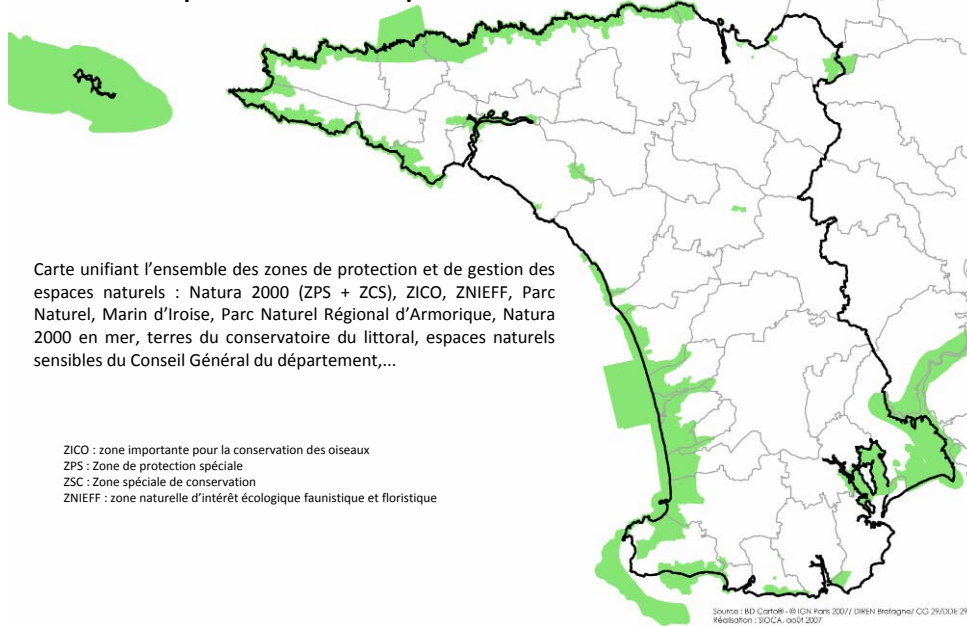 Carte unifiant l'ensemble des zones de protection et de gestion des
espaces naturels : Natura 2000 (ZPS + ZCS), ZICO, ZNIEFF, Parc
Naturel, Marin d'Iroise, Parc Naturel Régional d'Armorique, Natura
2000 en mer, terres du conservatoire du littoral, espaces naturels
sensibles du Conseil Général du département,...
ZICO : zone importante pour la conservation des oiseaux
ZPS : Zone de protection spéciale
ZSC : Zone spéciale de conservation
ZNIEFF : zone naturelle d'intérêt écologique faunistique et floristique
Source : BD Carto® - © IGN Paris 2007/ DIREN Bretagne/ CG 29/DDE 29
Réalisation : SIOCA, août 2007